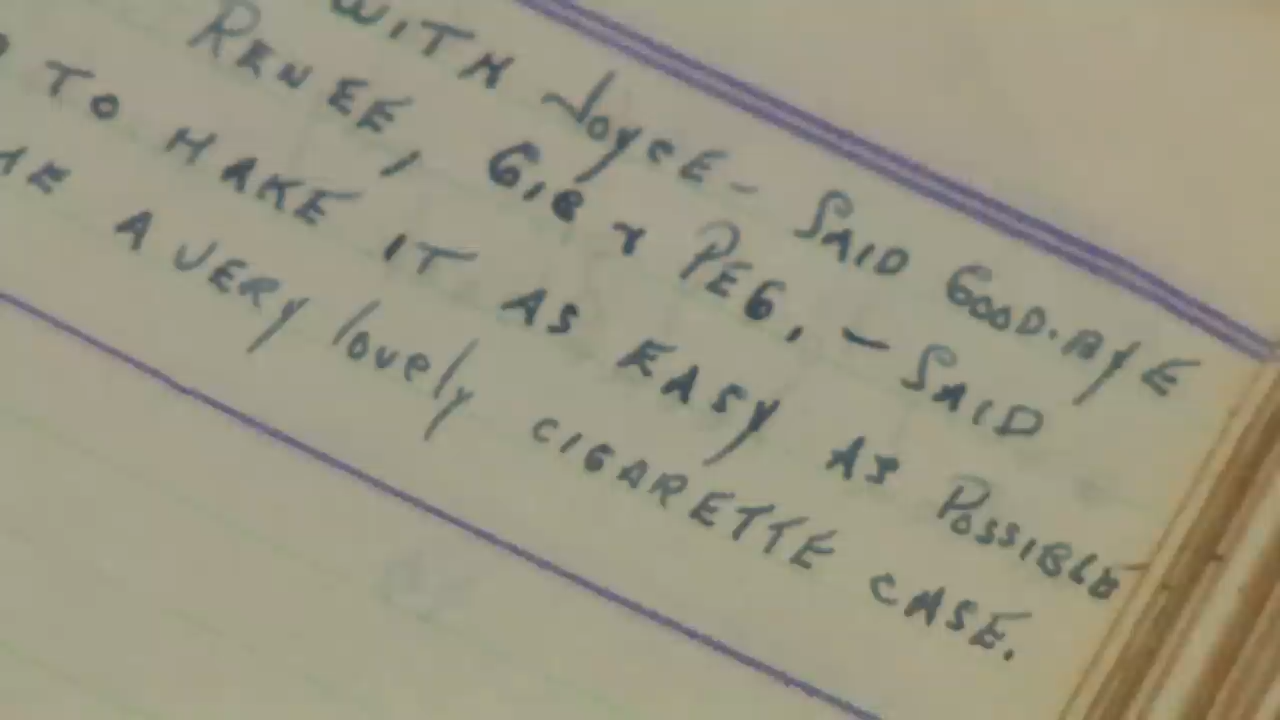 WITH JoycE - SAID GOOD.BYE
RENEE, GIB & PEG, - SAID
TO MAKE IT AS EASY AS POSSIBLE
A VERY lovely CIGARETTE CASE.